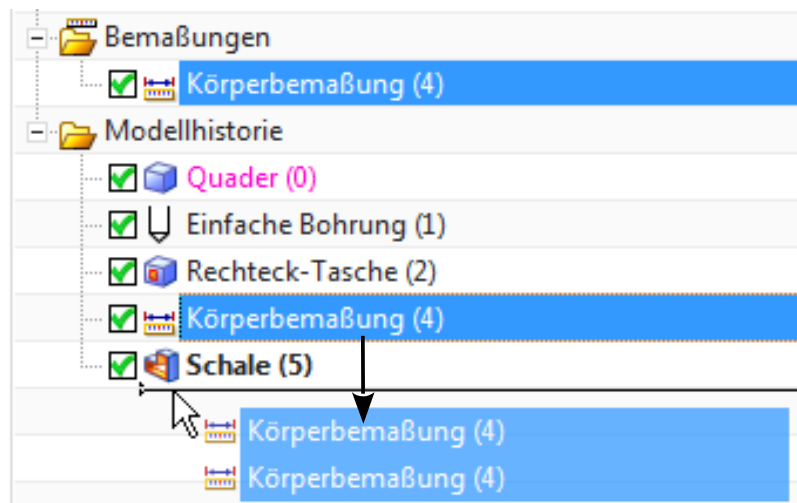 Bemaßungen
Körperbemaßung (4)
Modellhistorie
Quader (0)
Einfache Bohrung (1)
Rechteck-Tasche (2)
Körperbemaßung (4)
Schale (5)
Körperbemaßung (4)
Körperbemaßung (4)